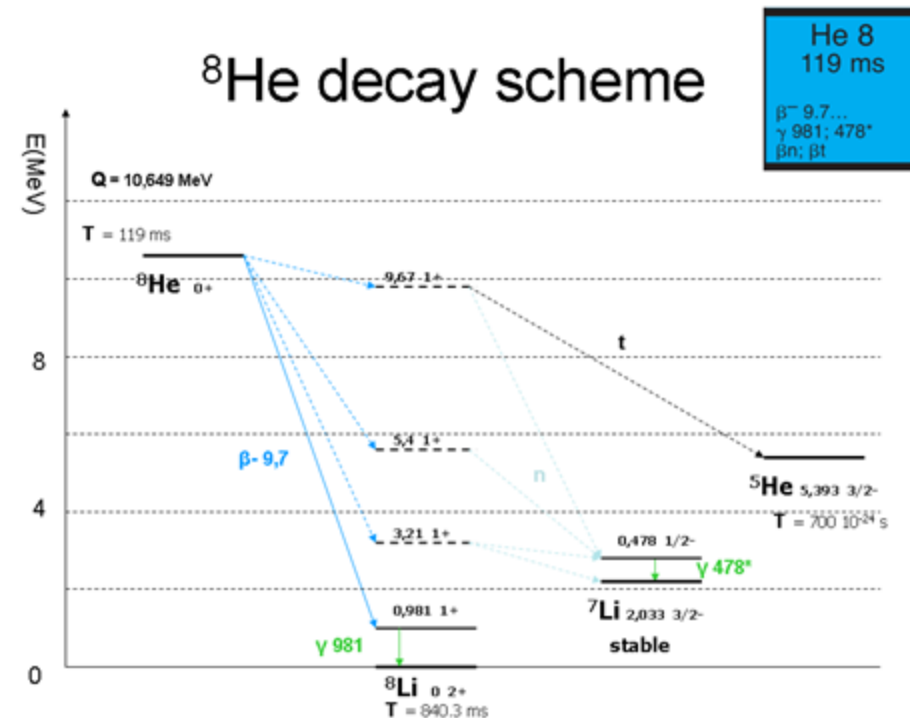 ⁸He decay scheme
He 8
119 ms
β⁻ 9.7...
γ 981; 478*
βn; βt
E(MeV)
Q = 10,649 MeV
T = 119 ms
⁸He 0+
9,67 1+
t
8
5,4 1+
β- 9,7
n
⁵He 5,393 3/2-
T = 700 10⁻²⁴ s
4
3,21 1+
0,478 1/2-
γ 478*
⁷Li 2,033 3/2-
stable
0,981 1+
γ 981
0
⁸Li 0 2+
T = 840.3 ms